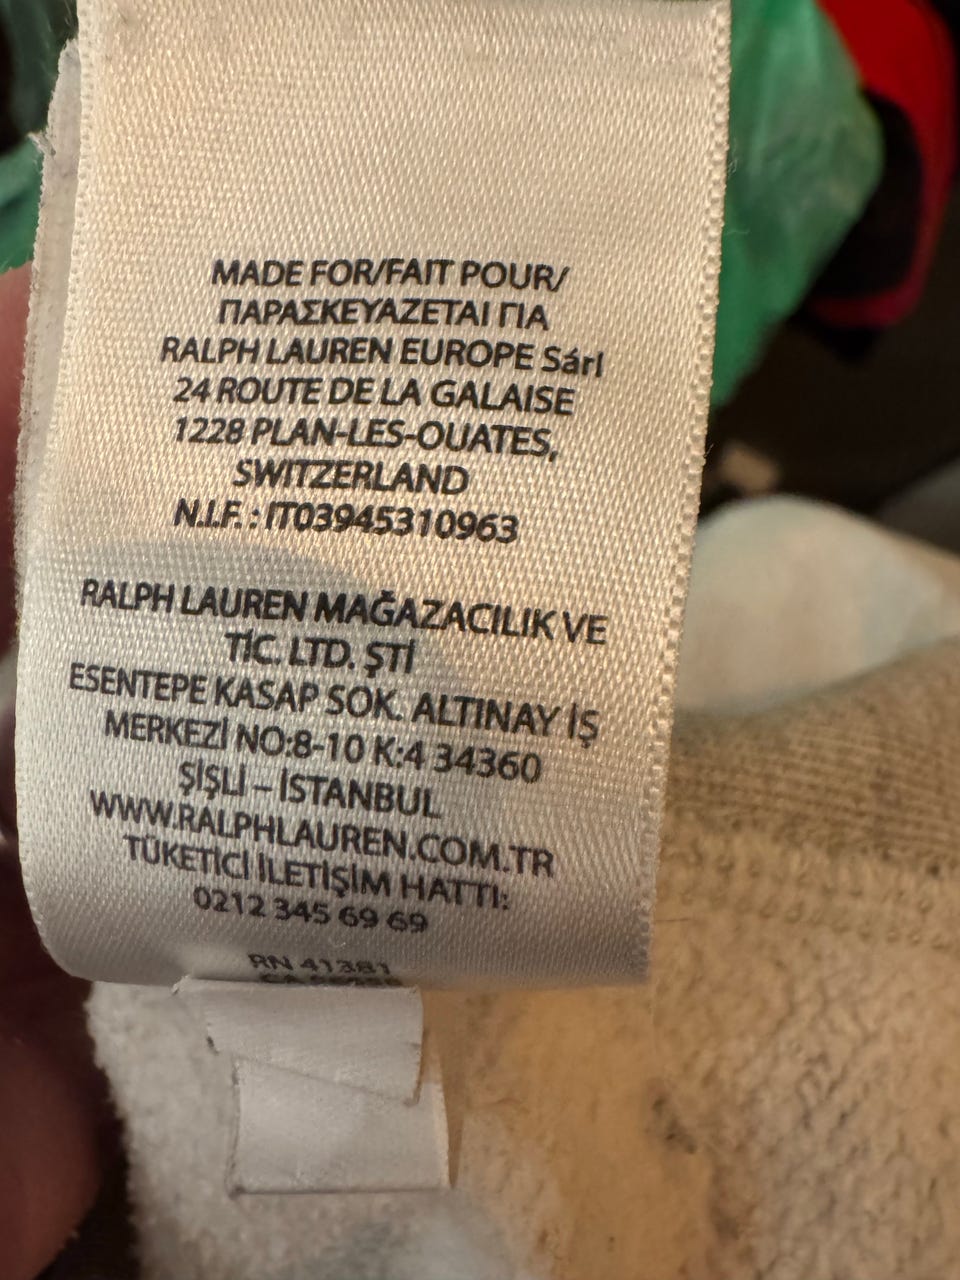 MADE FOR/FAIT POUR/
ΠΑΡΑΣΚΕΥΑΖΕΤΑΙ ΓΙΑ
RALPH LAUREN EUROPE Sárl
24 ROUTE DE LA GALAISE
1228 PLAN-LES-OUATES,
SWITZERLAND
N.I.F. : IT03945310963
RALPH LAUREN MAĞAZACILIK VE
TİC. LTD. ŞTİ
ESENTEPE KASAP SOK. ALTINAY İŞ
MERKEZİ NO:8-10 K:4 34360
ŞİŞLİ – İSTANBUL
WWW.RALPHLAUREN.COM.TR
TÜKETİCİ İLETİŞİM HATTI:
0212 345 69 69
RN 41381
CA